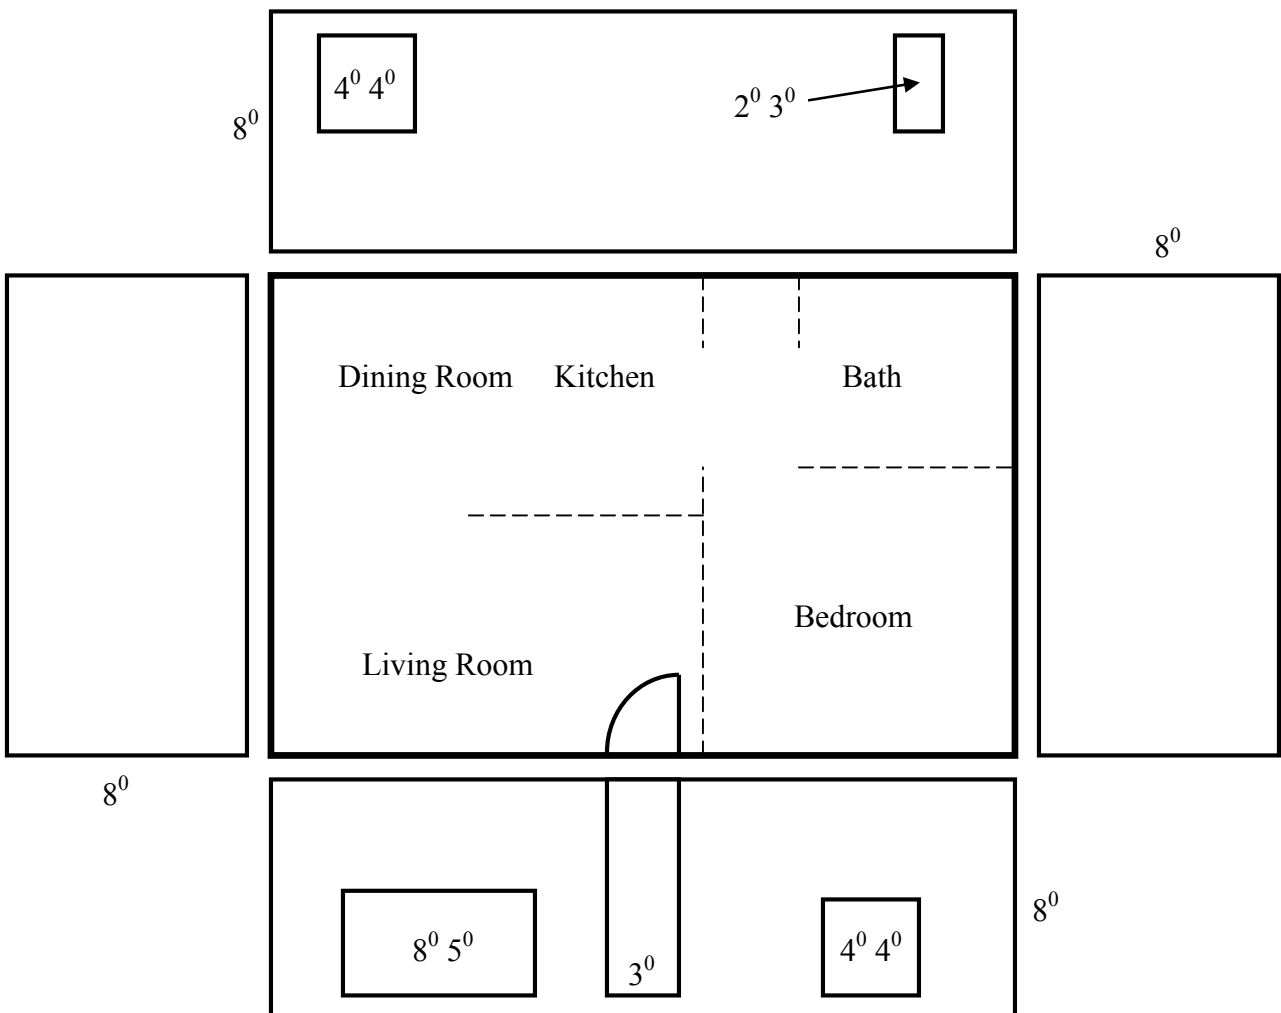 4⁰ 4⁰
2⁰ 3⁰
8⁰
8⁰
Dining Room
Kitchen
Bath
Bedroom
Living Room
8⁰
8⁰
8⁰ 5⁰
3⁰
4⁰ 4⁰